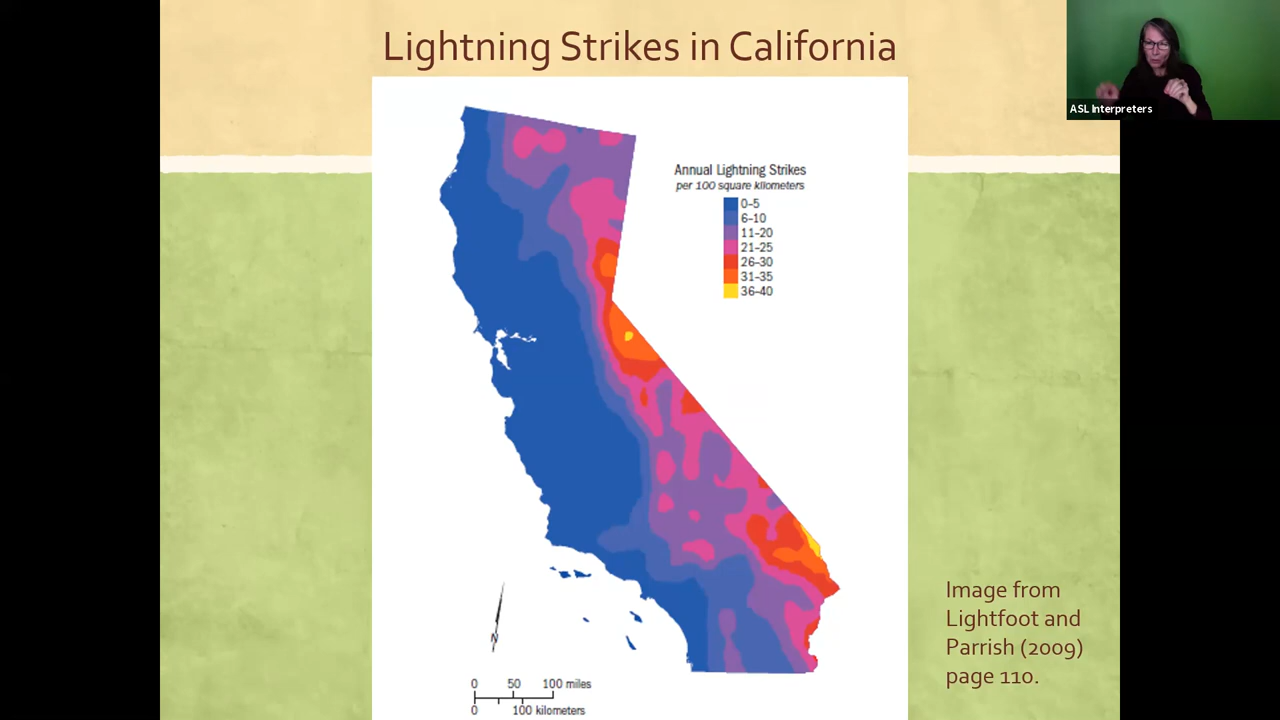 Lightning Strikes in California
ASL Interpreters
Annual Lightning Strikes
per 100 square kilometers
0–5
6–10
11–20
21–25
26–30
31–35
36–40
N
0 50 100 miles
0 100 kilometers
Image from
Lightfoot and
Parrish (2009)
page 110.